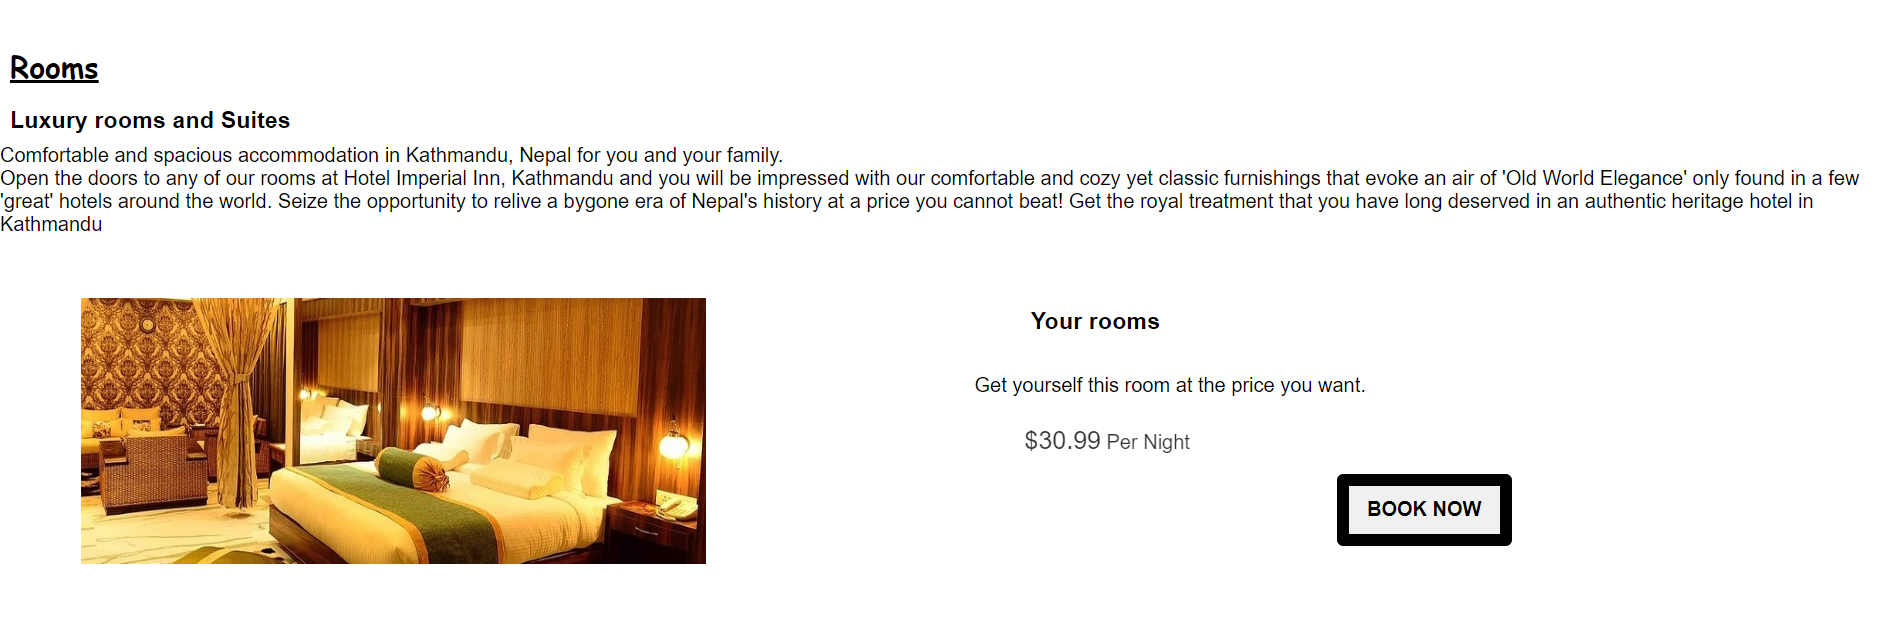 Rooms
Luxury rooms and Suites
Comfortable and spacious accommodation in Kathmandu, Nepal for you and your family.
Open the doors to any of our rooms at Hotel Imperial Inn, Kathmandu and you will be impressed with our comfortable and cozy yet classic furnishings that evoke an air of 'Old World Elegance' only found in a few
'great' hotels around the world. Seize the opportunity to relive a bygone era of Nepal's history at a price you cannot beat! Get the royal treatment that you have long deserved in an authentic heritage hotel in
Kathmandu
Your rooms
Get yourself this room at the price you want.
$30.99 Per Night
BOOK NOW